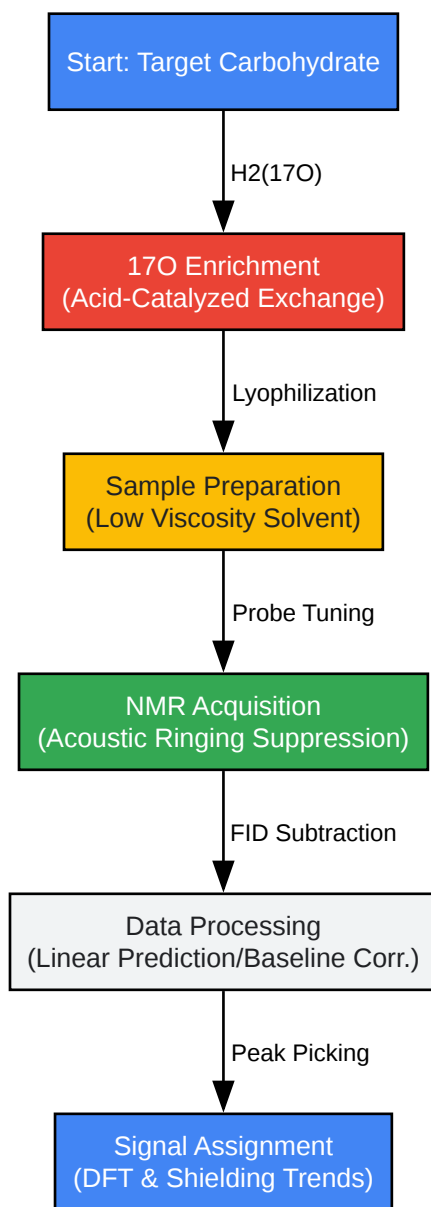 Start: Target Carbohydrate
H2(17O)
17O Enrichment
(Acid-Catalyzed Exchange)
Lyophilization
Sample Preparation
(Low Viscosity Solvent)
Probe Tuning
NMR Acquisition
(Acoustic Ringing Suppression)
FID Subtraction
Data Processing
(Linear Prediction/Baseline Corr.)
Peak Picking
Signal Assignment
(DFT & Shielding Trends)